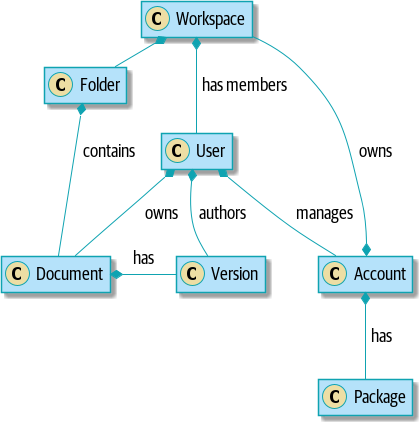 C Workspace
C Folder
has members
contains
C User
owns
owns
authors
manages
C Document
has
C Version
C Account
has
C Package